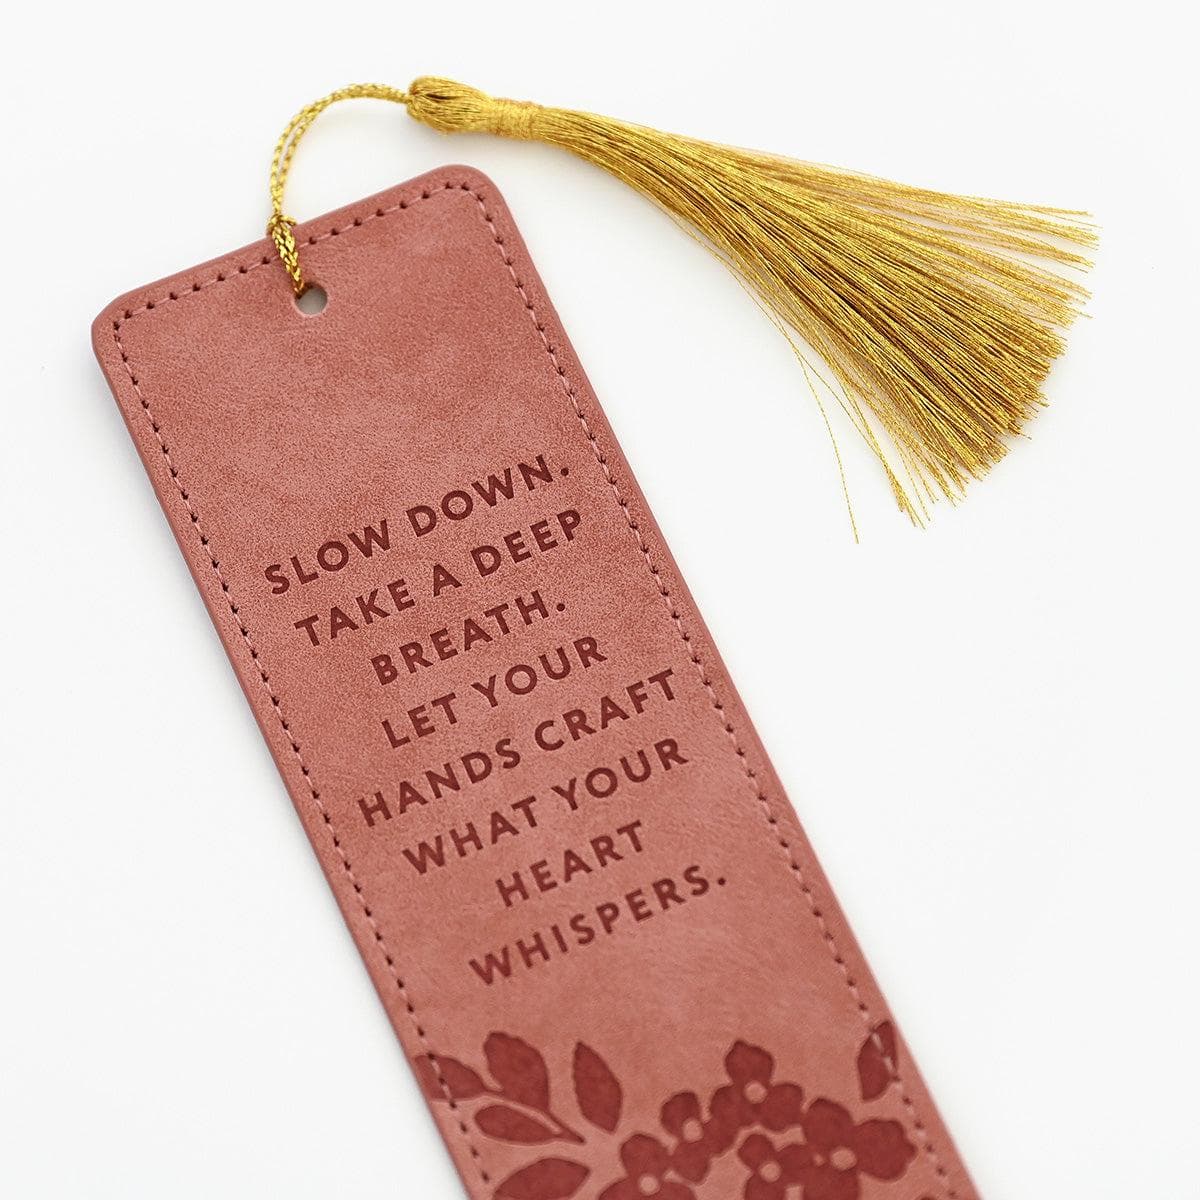 SLOW DOWN.
TAKE A DEEP
BREATH.
LET YOUR
HANDS CRAFT
WHAT YOUR
HEART
WHISPERS.